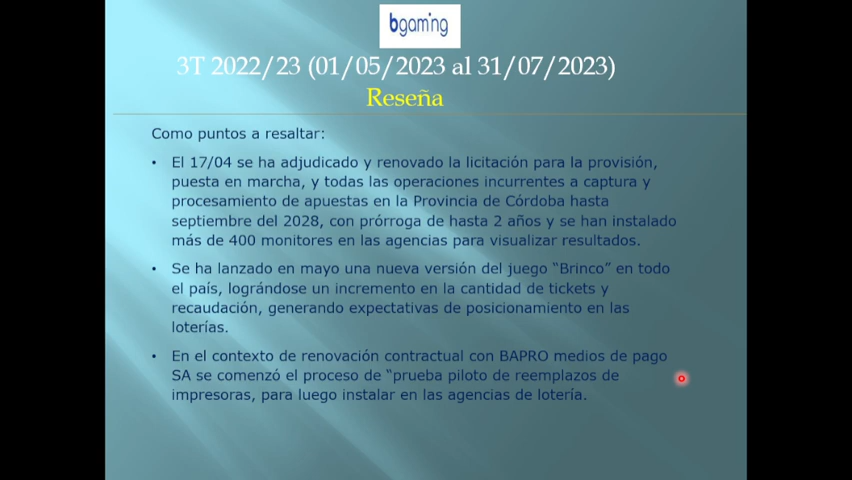 bgaming
3T 2022/23 (01/05/2023 al 31/07/2023)
Reseña
Como puntos a resaltar:
• El 17/04 se ha adjudicado y renovado la licitación para la provisión,
puesta en marcha, y todas las operaciones incurrentes a captura y
procesamiento de apuestas en la Provincia de Córdoba hasta
septiembre del 2028, con prórroga de hasta 2 años y se han instalado
más de 400 monitores en las agencias para visualizar resultados.
• Se ha lanzado en mayo una nueva versión del juego “Brinco” en todo
el país, lográndose un incremento en la cantidad de tickets y
recaudación, generando expectativas de posicionamiento en las
loterías.
• En el contexto de renovación contractual con BAPRO medios de pago
SA se comenzó el proceso de “prueba piloto de reemplazos de
impresoras, para luego instalar en las agencias de lotería.